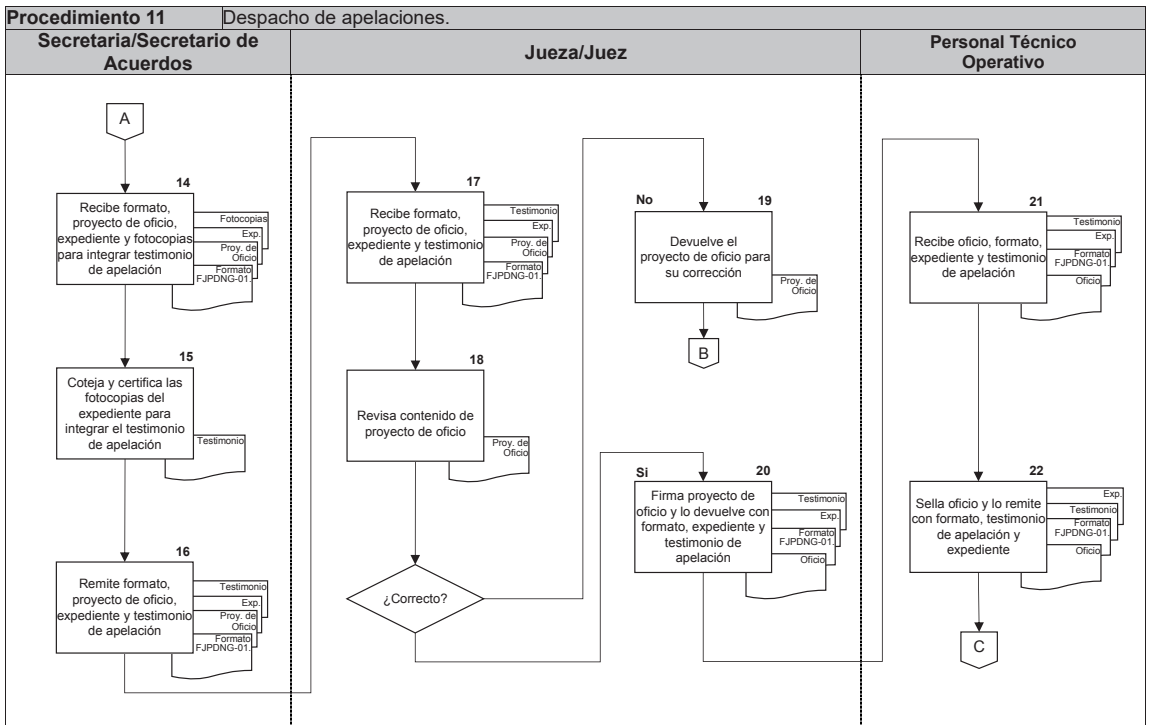 Procedimiento 11
Despacho de apelaciones.
Secretaria/Secretario de
Acuerdos
Jueza/Juez
Personal Técnico
Operativo
A
14
Recibe formato,
proyecto de oficio,
expediente y fotocopias
para integrar testimonio
de apelación
Fotocopias
Exp.
Proy. de
Oficio
Formato
FJPDNG-01.
15
Coteja y certifica las
fotocopias del
expediente para
integrar el testimonio
de apelación
Testimonio
16
Remite formato,
proyecto de oficio,
expediente y testimonio
de apelación
Testimonio
Exp.
Proy. de
Oficio
Formato
FJPDNG-01.
17
Recibe formato,
proyecto de oficio,
expediente y testimonio
de apelación
Testimonio
Exp.
Proy. de
Oficio
Formato
FJPDNG-01.
18
Revisa contenido de
proyecto de oficio
Proy. de
Oficio
¿Correcto?
No
19
Devuelve el
proyecto de oficio para
su corrección
Proy. de
Oficio
B
Si
20
Firma proyecto de
oficio y lo devuelve con
formato, expediente y
testimonio de
apelación
Testimonio
Exp.
Formato
FJPDNG-01.
Oficio
21
Recibe oficio, formato,
expediente y testimonio
de apelación
Testimonio
Exp.
Formato
FJPDNG-01.
Oficio
22
Sella oficio y lo remite
con formato, testimonio
de apelación y
expediente
Exp.
Testimonio
Formato
FJPDNG-01.
Oficio
C